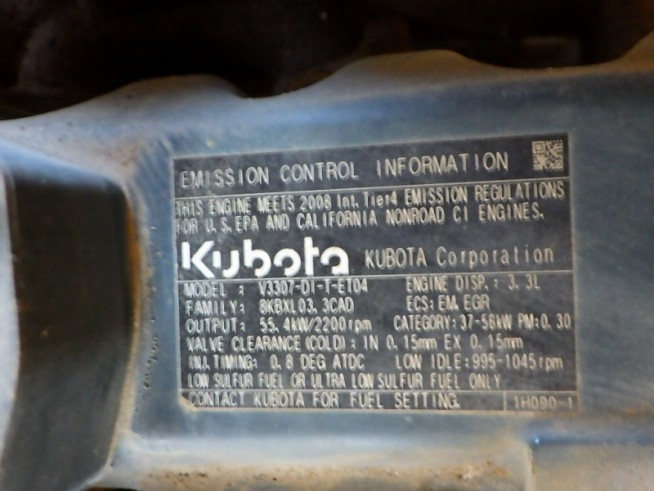 EMISSION CONTROL INFORMATION
THIS ENGINE MEETS 2008 Int. Tier4 EMISSION REGULATIONS
FOR U.S. EPA AND CALIFORNIA NONROAD CI ENGINES.
Kubota KUBOTA Corporation
MODEL : V3307-DI-T-ET04 ENGINE DISP.: 3.3L
FAMILY: 8KBXL03.3CAD ECS: EM, EGR
OUTPUT: 55.4kW/2200rpm CATEGORY: 37-56kW PM: 0.30
VALVE CLEARANCE (COLD): IN 0.15mm EX 0.15mm
INJ. TIMING: 0.8 DEG ATDC LOW IDLE: 995-1045rpm
LOW SULFUR FUEL OR ULTRA LOW SULFUR FUEL ONLY
CONTACT KUBOTA FOR FUEL SETTING. 1H090-1